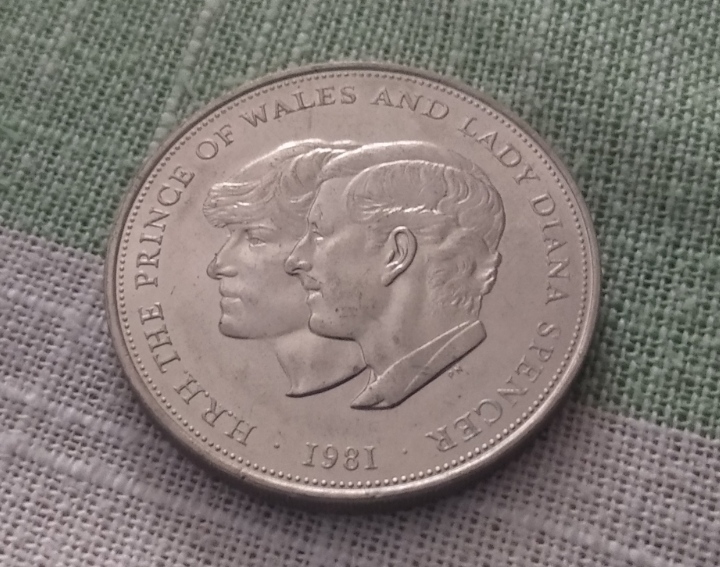 H.R.H. THE PRINCE OF WALES AND LADY DIANA SPENCER
· 1981 ·